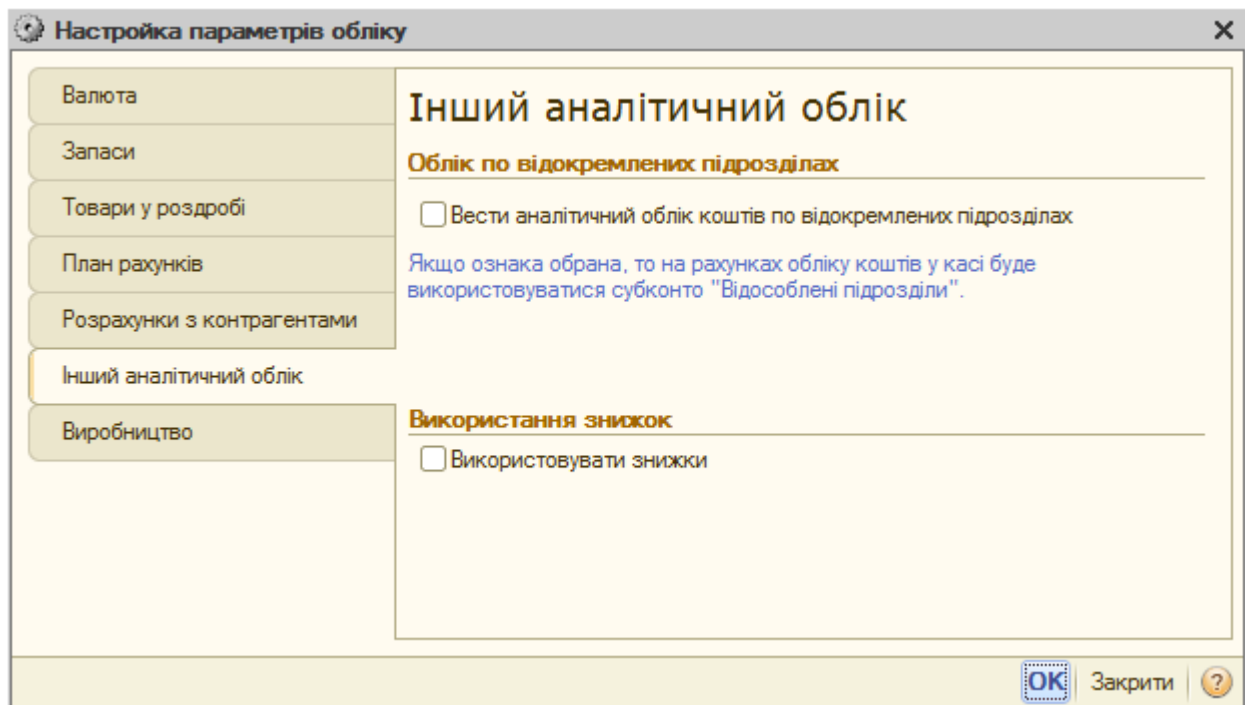 Настройка параметрів обліку
Валюта
Запаси
Товари у роздробі
План рахунків
Розрахунки з контрагентами
Інший аналітичний облік
Виробництво
Інший аналітичний облік
Облік по відокремлених підрозділах
Вести аналітичний облік коштів по відокремлених підрозділах
Якщо ознака обрана, то на рахунках обліку коштів у касі буде
використовуватися субконто "Відособлені підрозділи".
Використання знижок
Використовувати знижки
OK Закрити ?